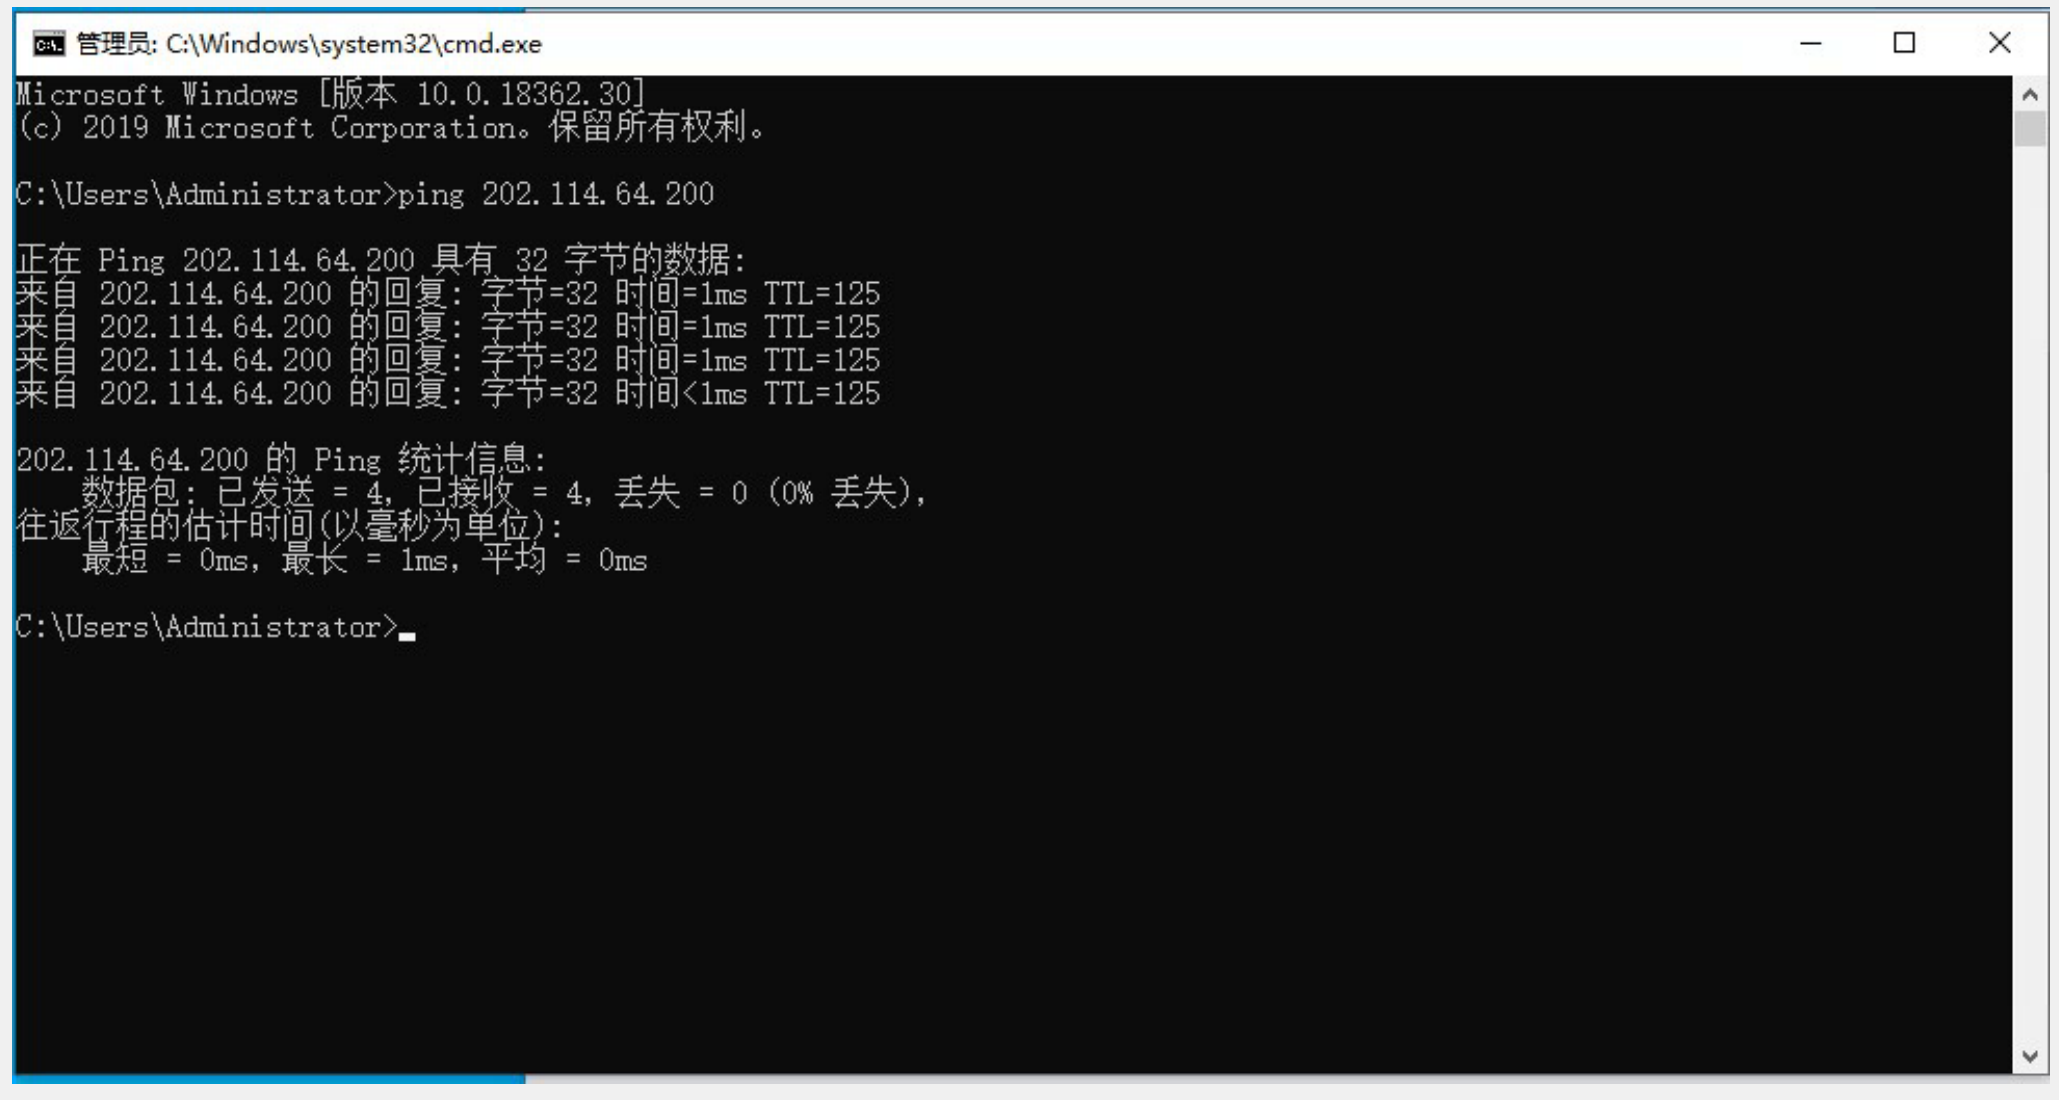 管理员: C:\Windows\system32\cmd.exe
Microsoft Windows [版本 10.0.18362.30]
(c) 2019 Microsoft Corporation。保留所有权利。
C:\Users\Administrator>ping 202.114.64.200
正在 Ping 202.114.64.200 具有 32 字节的数据:
来自 202.114.64.200 的回复: 字节=32 时间=1ms TTL=125
来自 202.114.64.200 的回复: 字节=32 时间=1ms TTL=125
来自 202.114.64.200 的回复: 字节=32 时间=1ms TTL=125
来自 202.114.64.200 的回复: 字节=32 时间<1ms TTL=125
202.114.64.200 的 Ping 统计信息:
数据包: 已发送 = 4，已接收 = 4，丢失 = 0 (0% 丢失)，
往返行程的估计时间(以毫秒为单位):
最短 = 0ms，最长 = 1ms，平均 = 0ms
C:\Users\Administrator>